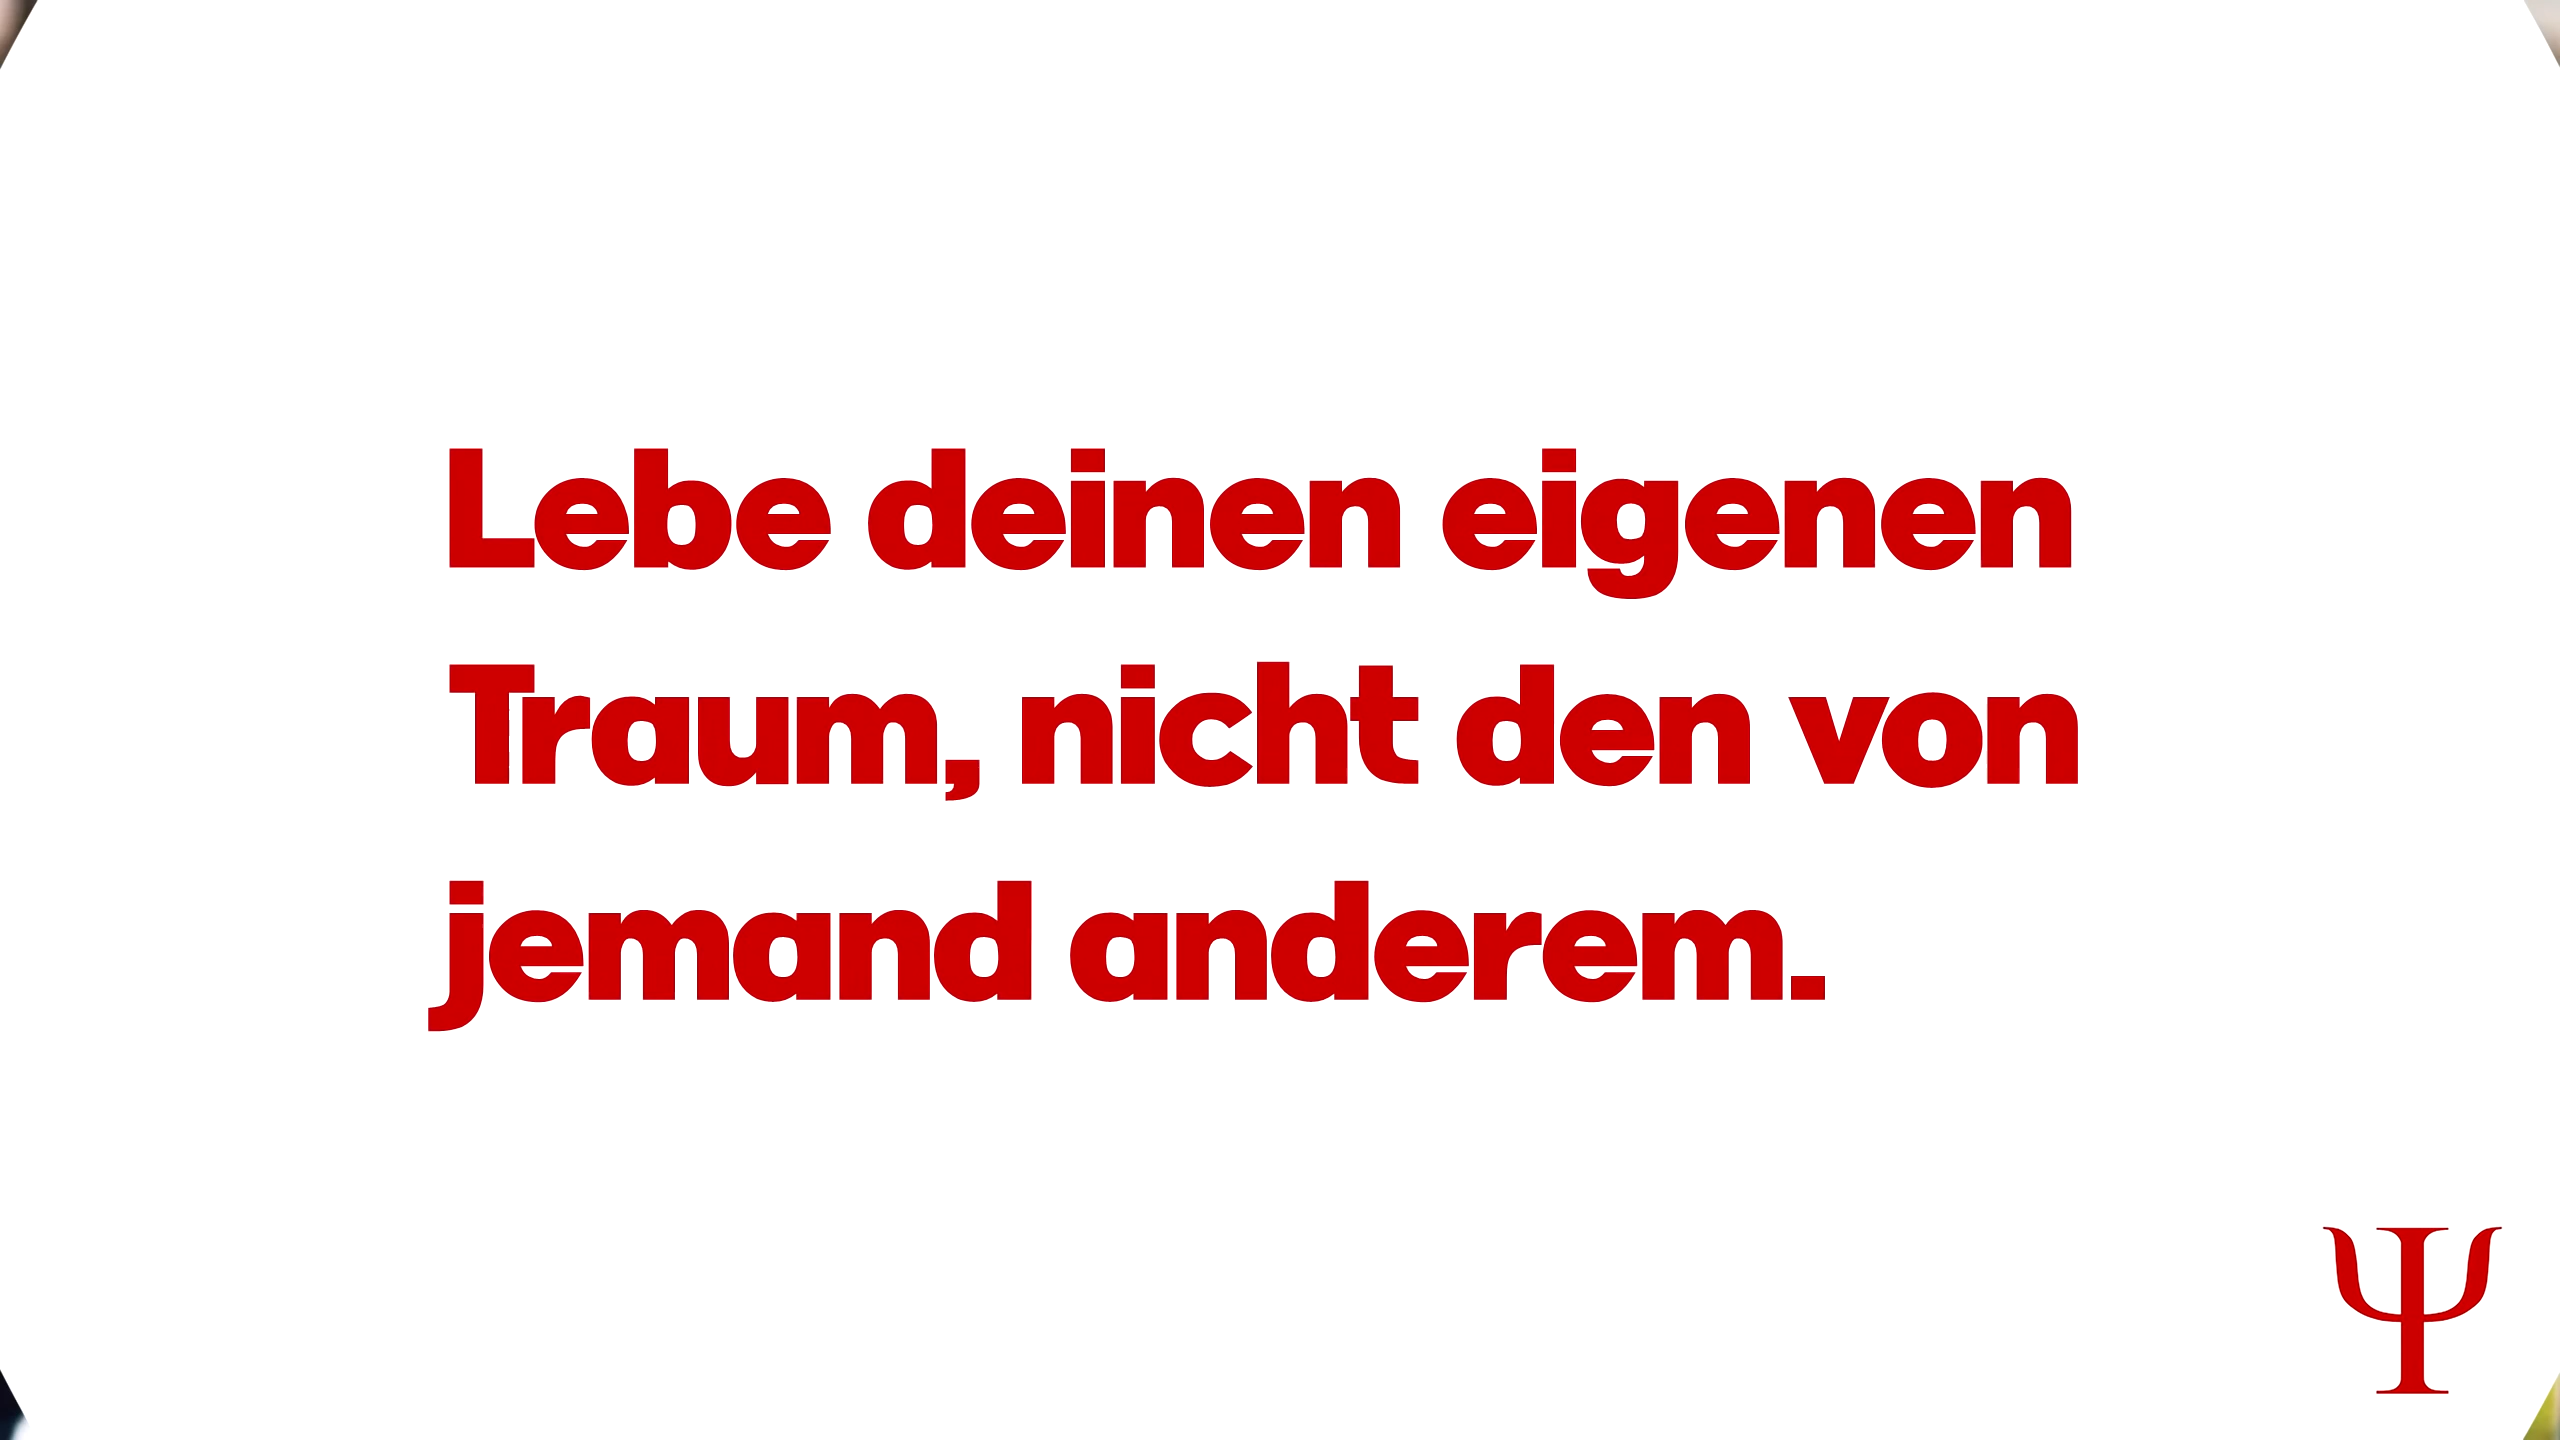 Lebe deinen eigenen
Traum, nicht den von
jemand anderem.
Ψ